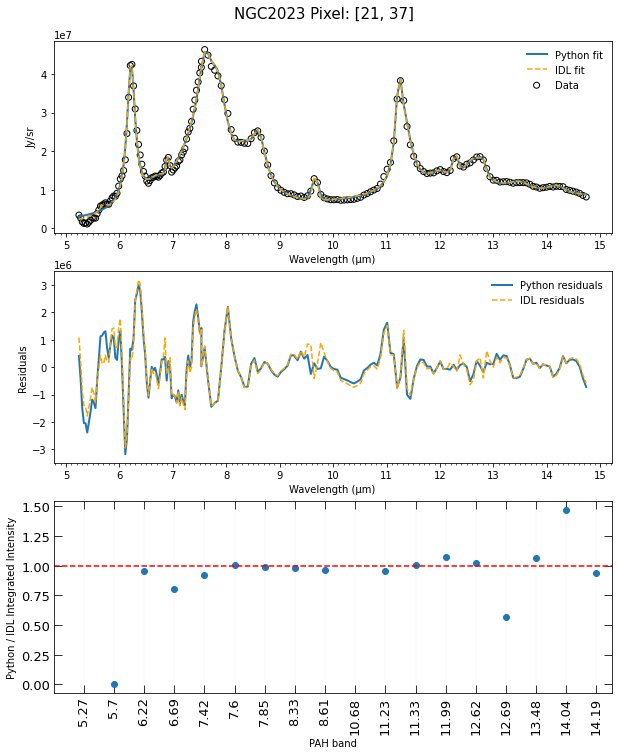 NGC2023 Pixel: [21, 37]
1e7
Python fit
IDL fit
Data
Jy/sr
4
3
2
1
0
5 6 7 8 9 10 11 12 13 14 15
Wavelength (μm)
1e6
Python residuals
IDL residuals
Residuals
3
2
1
0
−1
−2
−3
5 6 7 8 9 10 11 12 13 14 15
Wavelength (μm)
Python / IDL Integrated Intensity
1.50
1.25
1.00
0.75
0.50
0.25
0.00
5.27 5.7 6.22 6.69 7.42 7.6 7.85 8.33 8.61 10.68 11.23 11.33 11.99 12.62 12.69 13.48 14.04 14.19
PAH band